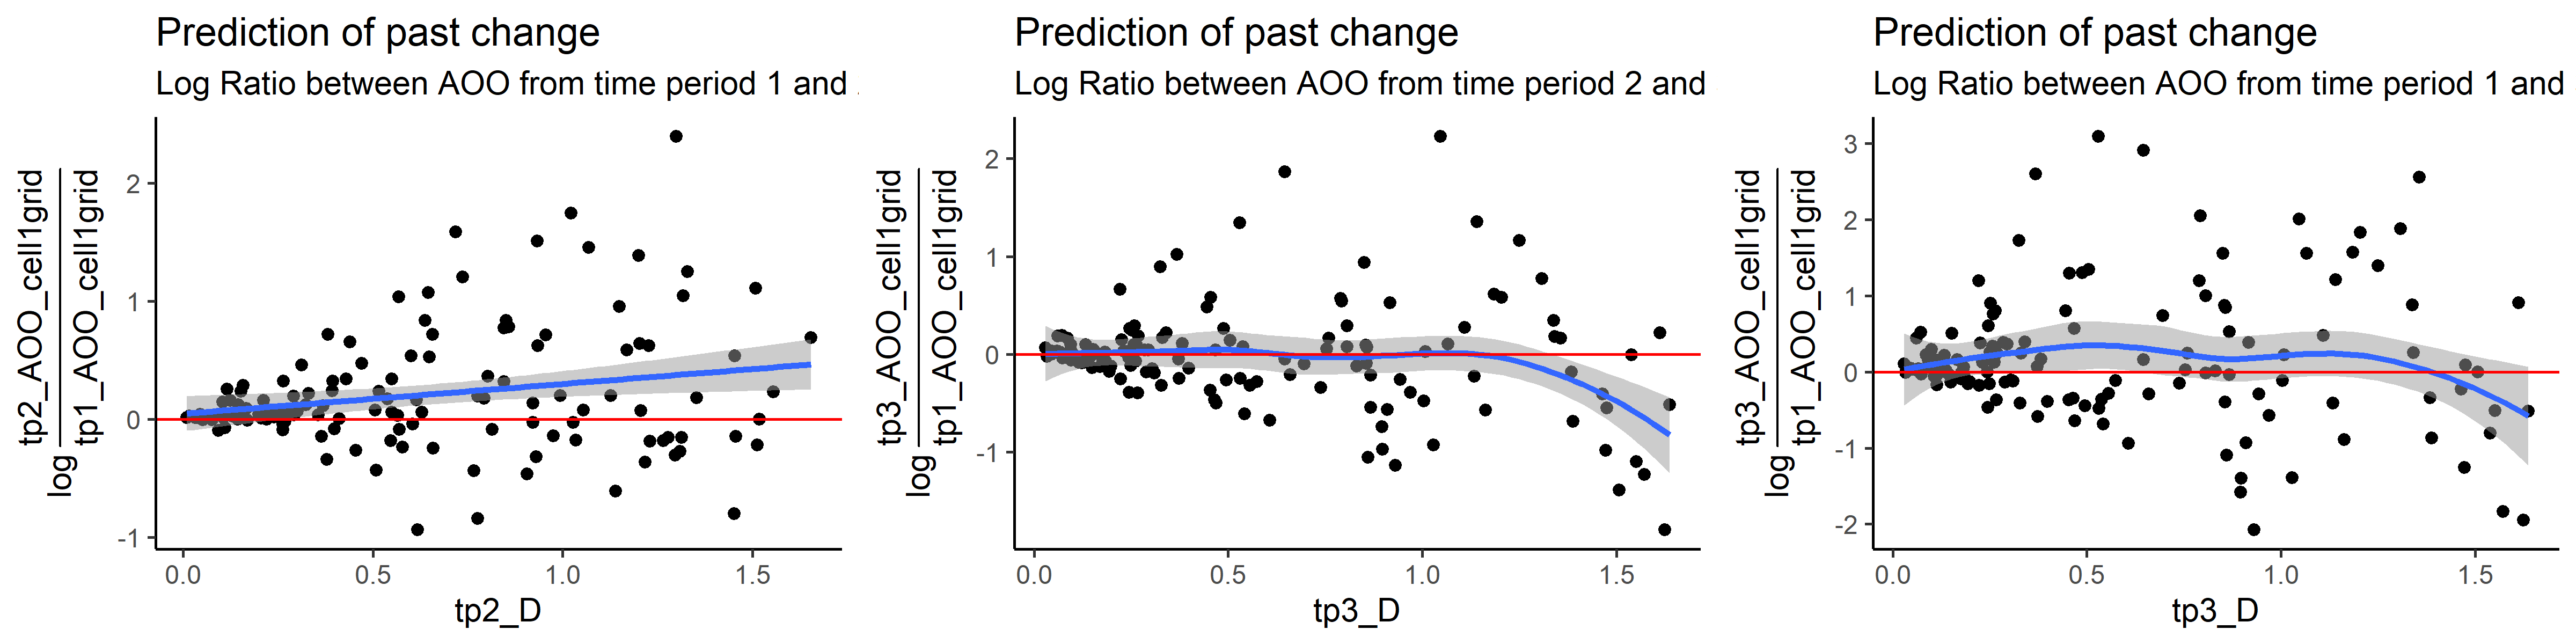 Prediction of past change
Log Ratio between AOO from time period 1 and
log tp2_AOO_cell1grid
tp1_AOO_cell1grid
2
1
0
-1
0.0 0.5 1.0 1.5
tp2_D
Prediction of past change
Log Ratio between AOO from time period 2 and
log tp3_AOO_cell1grid
tp1_AOO_cell1grid
2
1
0
-1
0.0 0.5 1.0 1.5
tp3_D
Prediction of past change
Log Ratio between AOO from time period 1 and
log tp3_AOO_cell1grid
tp1_AOO_cell1grid
3
2
1
0
-1
-2
0.0 0.5 1.0 1.5
tp3_D